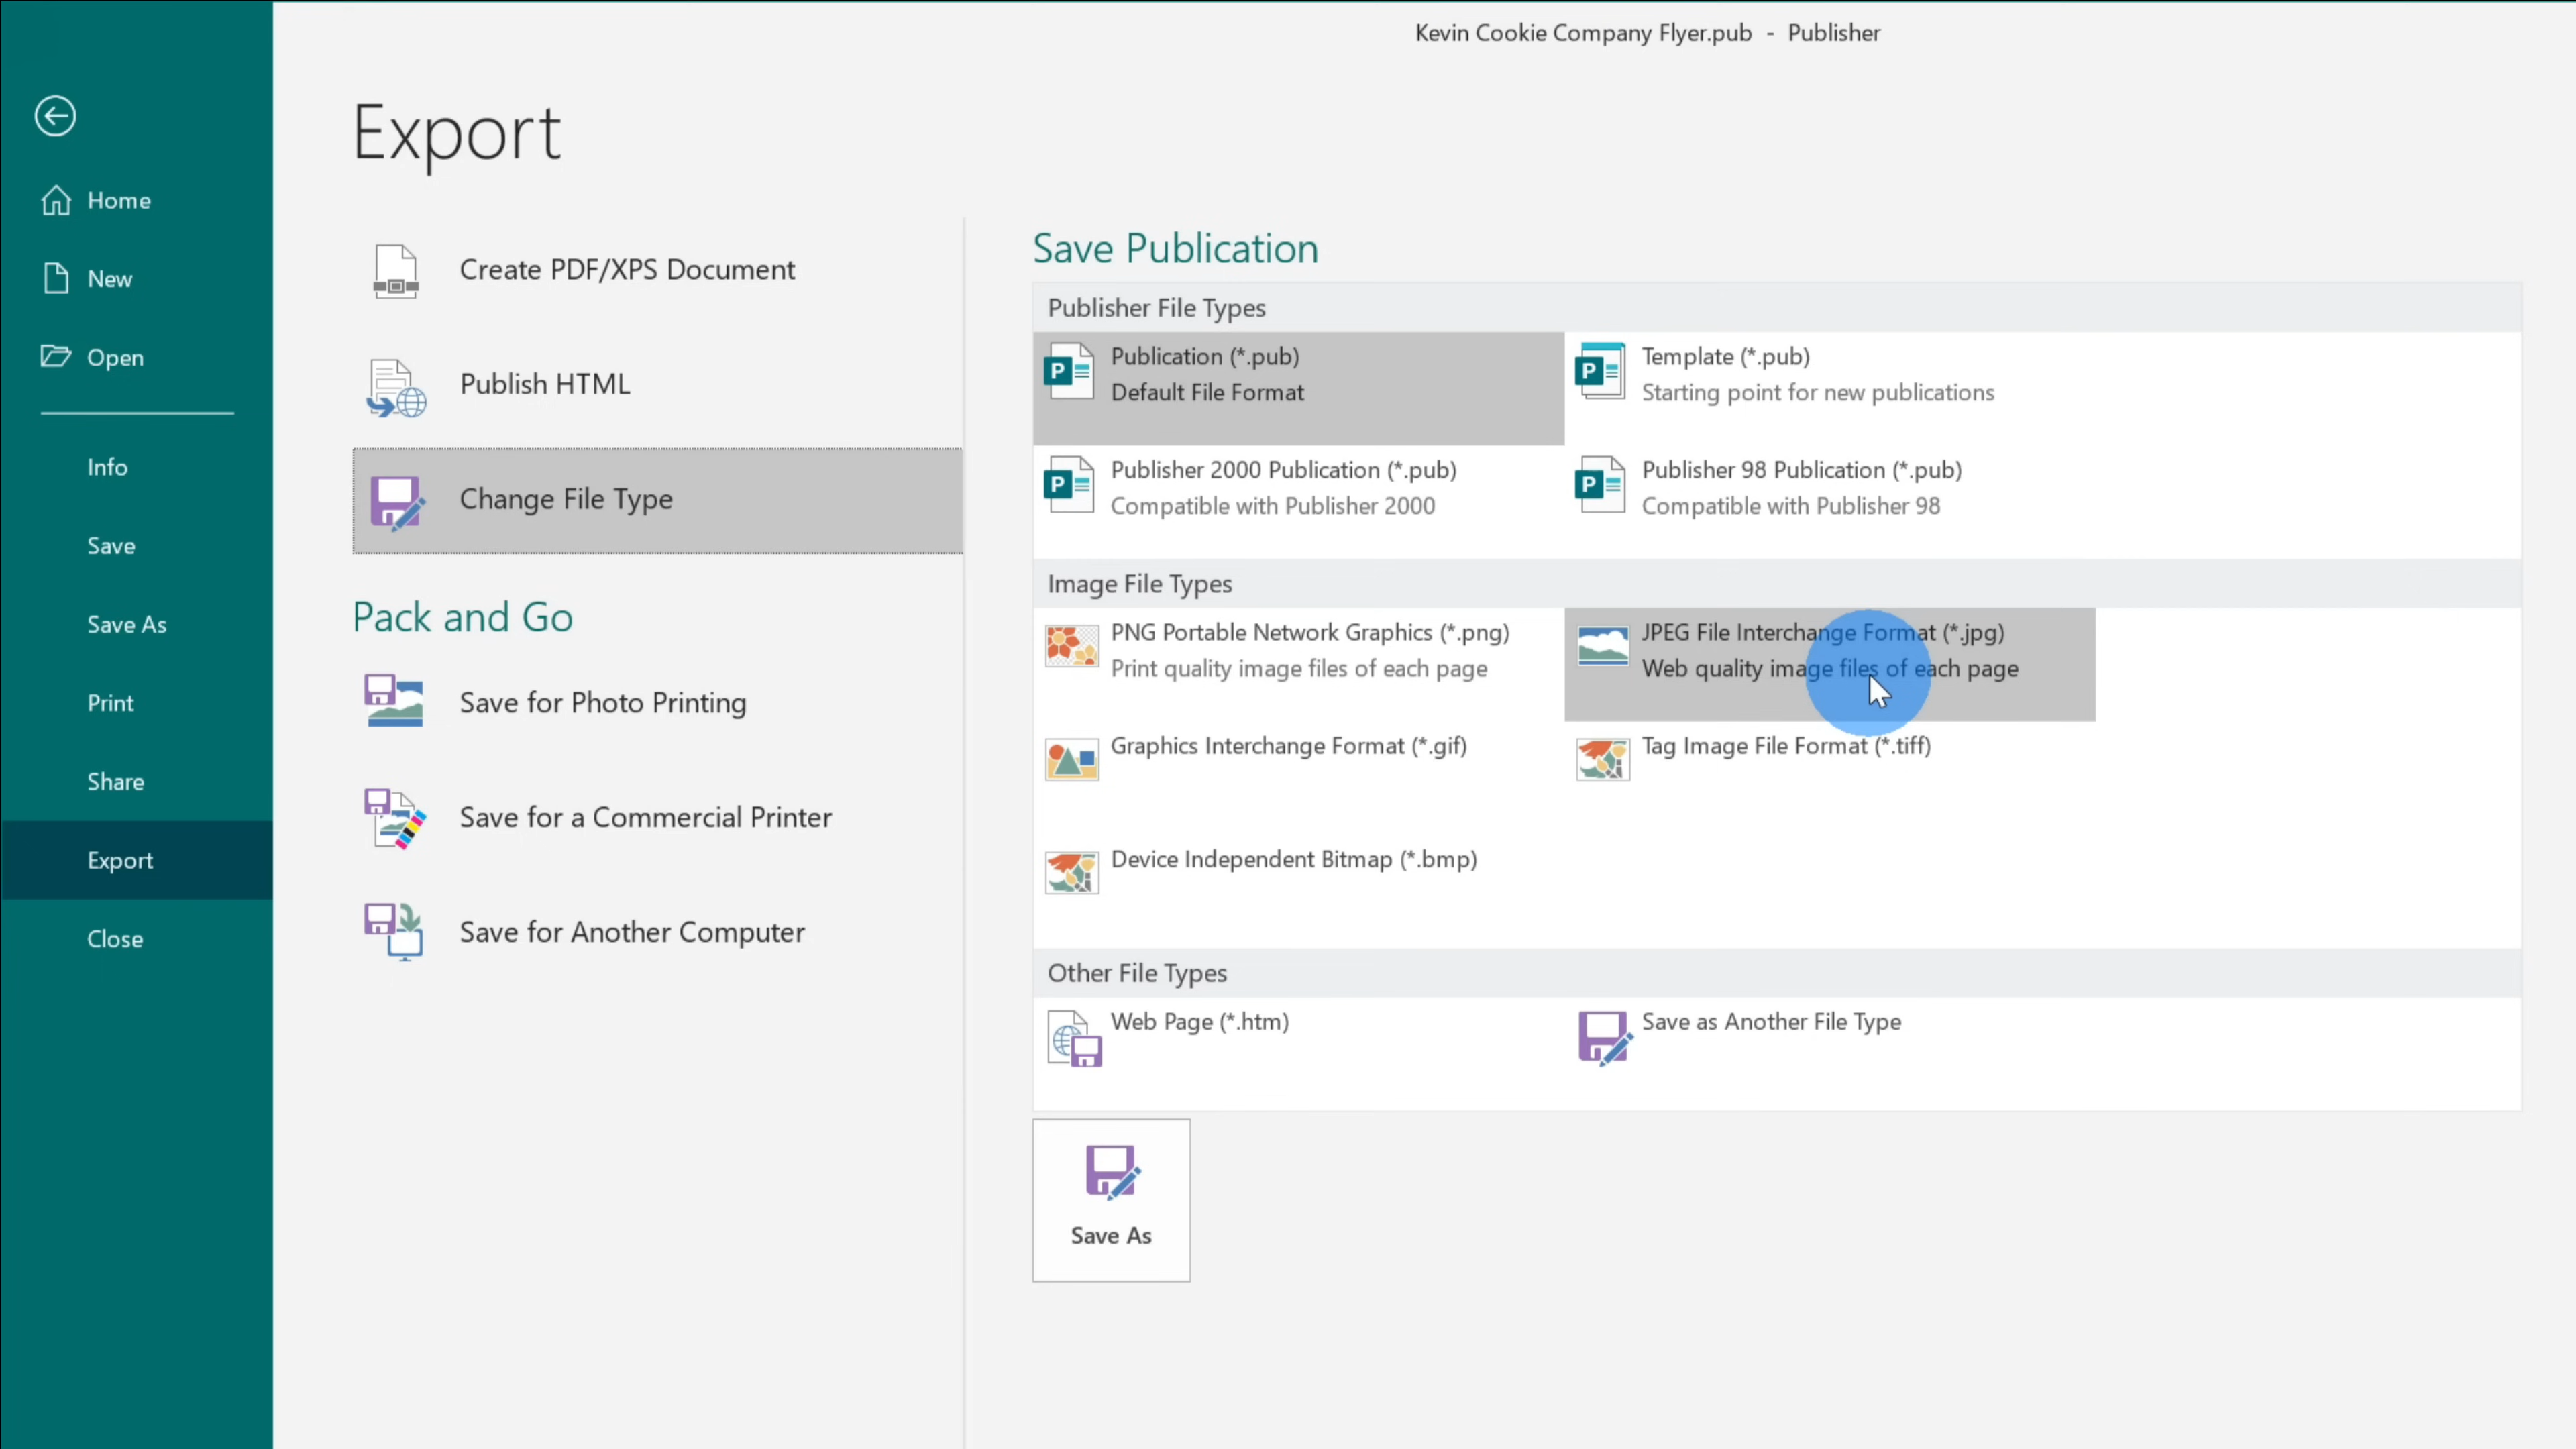 Kevin Cookie Company Flyer.pub - Publisher
Home
New
Open
Info
Save
Save As
Print
Share
Export
Close
Export
Create PDF/XPS Document
Publish HTML
Change File Type
Pack and Go
Save for Photo Printing
Save for a Commercial Printer
Save for Another Computer
Save Publication
Publisher File Types
Publication (*.pub)
Default File Format
Template (*.pub)
Starting point for new publications
Publisher 2000 Publication (*.pub)
Compatible with Publisher 2000
Publisher 98 Publication (*.pub)
Compatible with Publisher 98
Image File Types
PNG Portable Network Graphics (*.png)
Print quality image files of each page
JPEG File Interchange Format (*.jpg)
Web quality image files of each page
Graphics Interchange Format (*.gif)
Tag Image File Format (*.tiff)
Device Independent Bitmap (*.bmp)
Other File Types
Web Page (*.htm)
Save as Another File Type
Save As